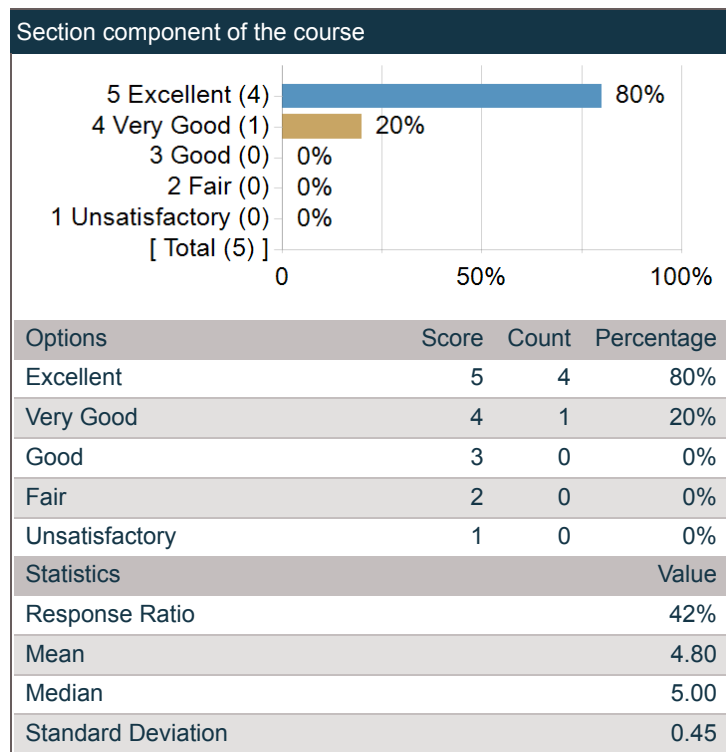 Section component of the course
5 Excellent (4) 80%
4 Very Good (1) 20%
3 Good (0) 0%
2 Fair (0) 0%
1 Unsatisfactory (0) 0%
[ Total (5) ]
0 50% 100%
Options Score Count Percentage
Excellent 5 4 80%
Very Good 4 1 20%
Good 3 0 0%
Fair 2 0 0%
Unsatisfactory 1 0 0%
Statistics Value
Response Ratio 42%
Mean 4.80
Median 5.00
Standard Deviation 0.45